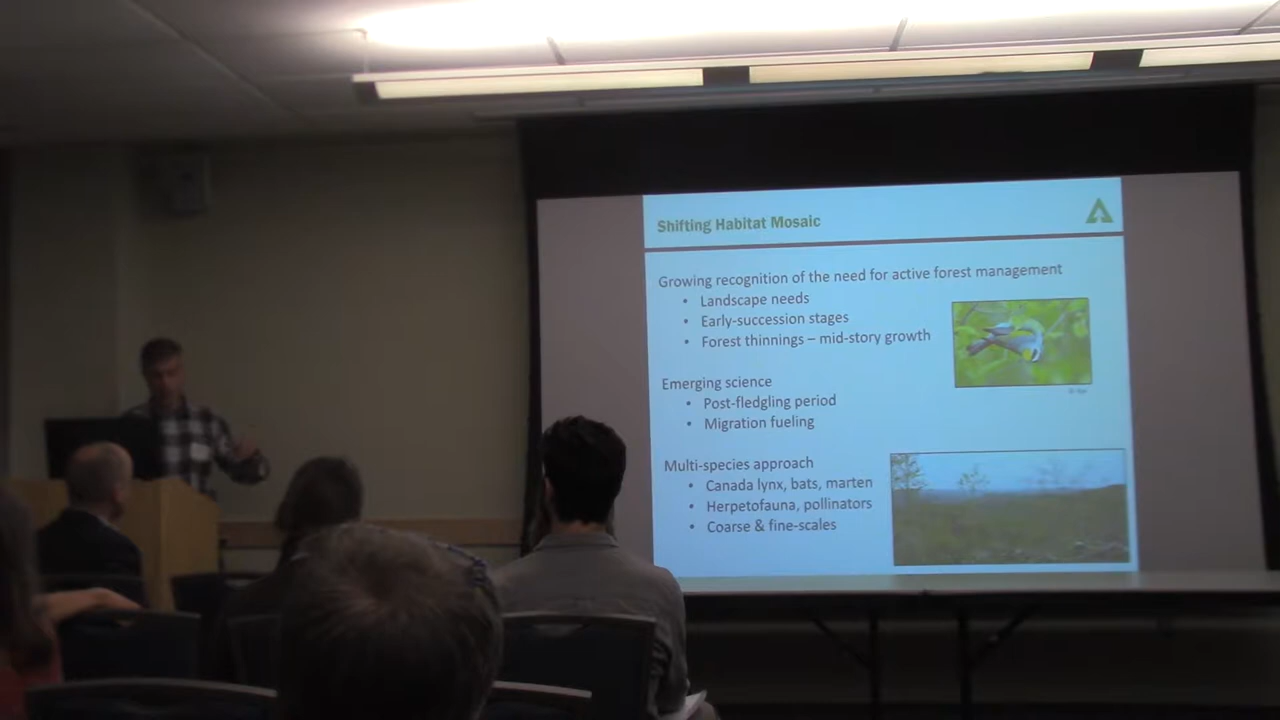 Shifting Habitat Mosaic
Growing recognition of the need for active forest management
• Landscape needs
• Early-succession stages
• Forest thinnings – mid-story growth
Emerging science
• Post-fledgling period
• Migration fueling
Multi-species approach
• Canada lynx, bats, marten
• Herpetofauna, pollinators
• Coarse & fine-scales